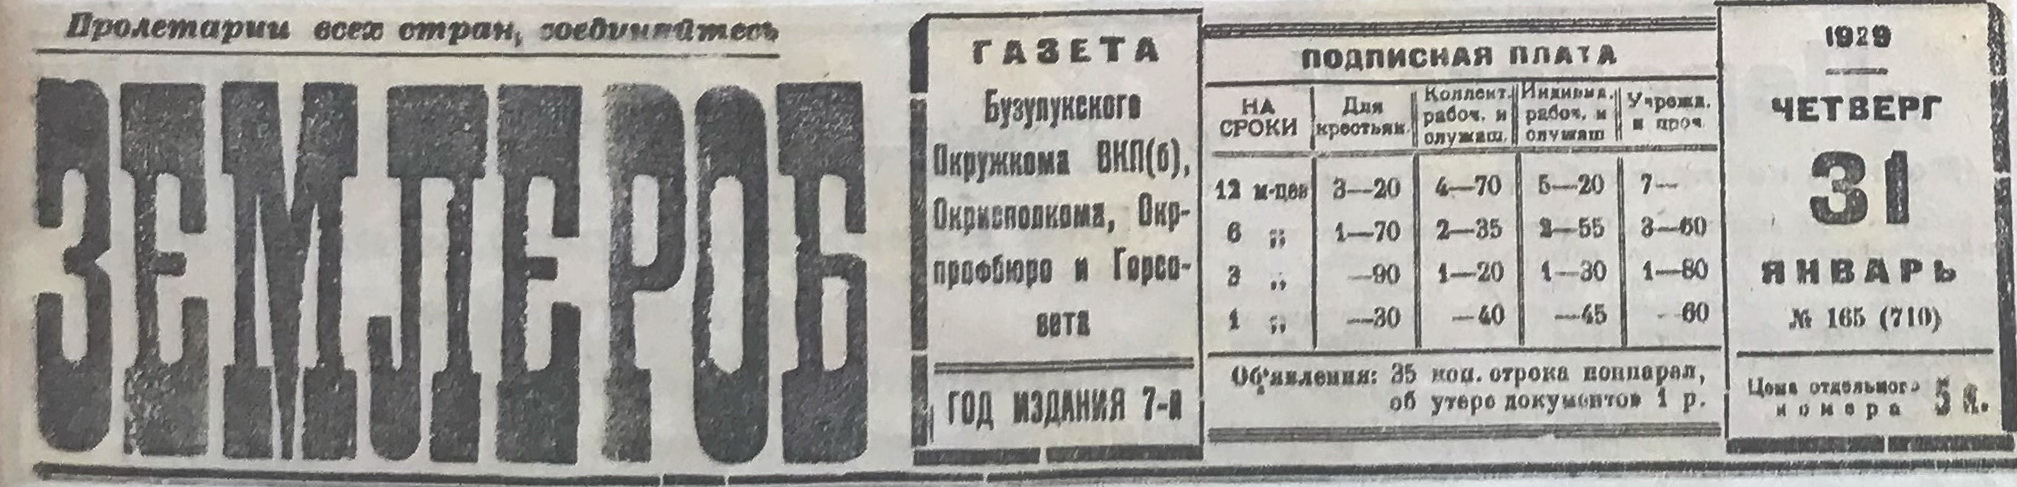 Пролетарии всех стран, соединяйтесь
ЗЕМЛЕРОБ
ГАЗЕТА
Бузулукского
Окружкома ВКП(б),
Окрисполкома, Окр-
профбюро и Горсо-
вета
ГОД ИЗДАНИЯ 7-й
ПОДПИСНАЯ ПЛАТА
НА СРОКИ | Для крестьян. | Коллект. рабоч. и служащ. | Индивид. рабоч. и служащ | Учрежд. и проч.
12 м-цев 3—20 4—70 5—20 7—
6 „ 1—70 2—35 2—55 3—60
3 „ —90 1—20 1—30 1—80
1 „ —30 —40 —45 —60
Об'явления: 35 коп. строка нонпарел,
об утере документов 1 р.
1929
ЧЕТВЕРГ
31
ЯНВАРЬ
№ 165 (710)
Цена отдельного
номера 5 к.